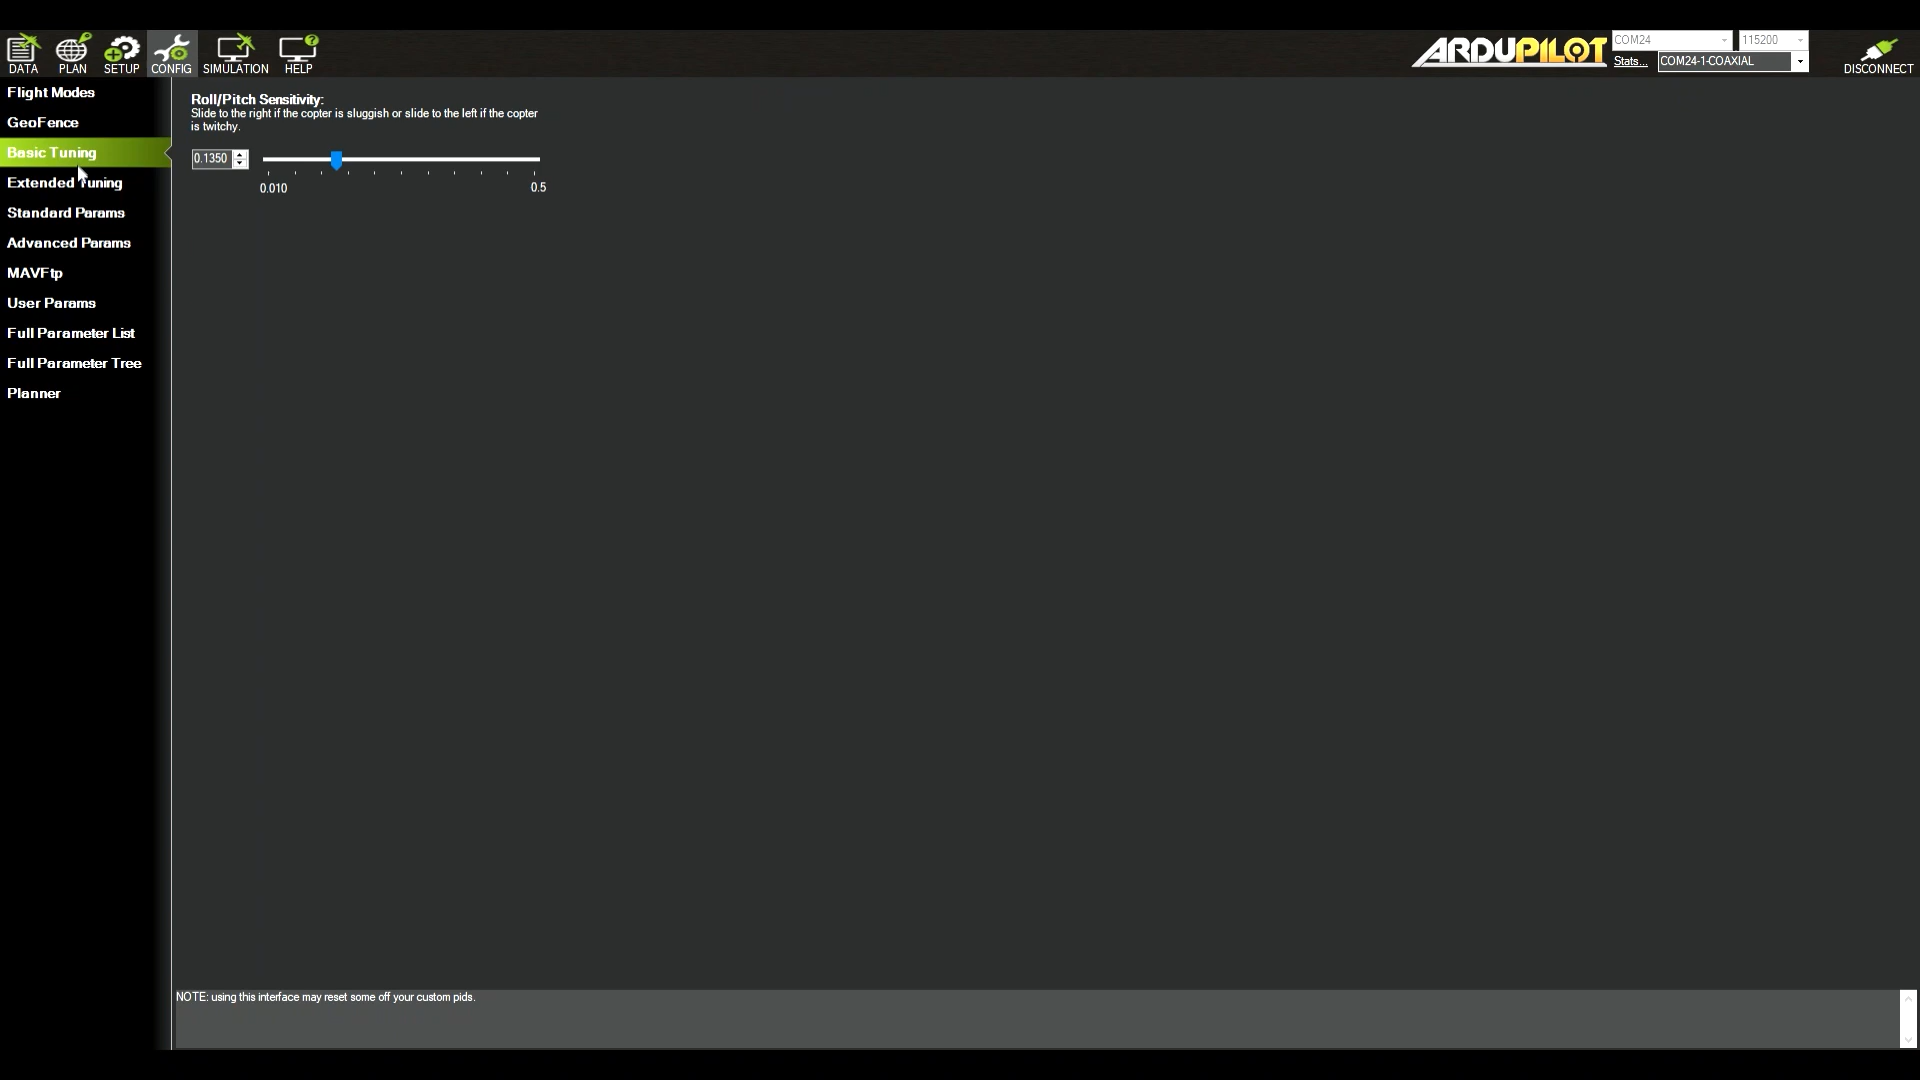 DATA
PLAN
SETUP
CONFIG
SIMULATION
HELP
ARDUPILOT
COM24
115200
Stats...
COM24-1-COAXIAL
DISCONNECT
Flight Modes
GeoFence
Basic Tuning
Extended Tuning
Standard Params
Advanced Params
MAVFtp
User Params
Full Parameter List
Full Parameter Tree
Planner
Roll/Pitch Sensitivity:
Slide to the right if the copter is sluggish or slide to the left if the copter
is twitchy.
0.1350
0.010
0.5
NOTE: using this interface may reset some off your custom pids.